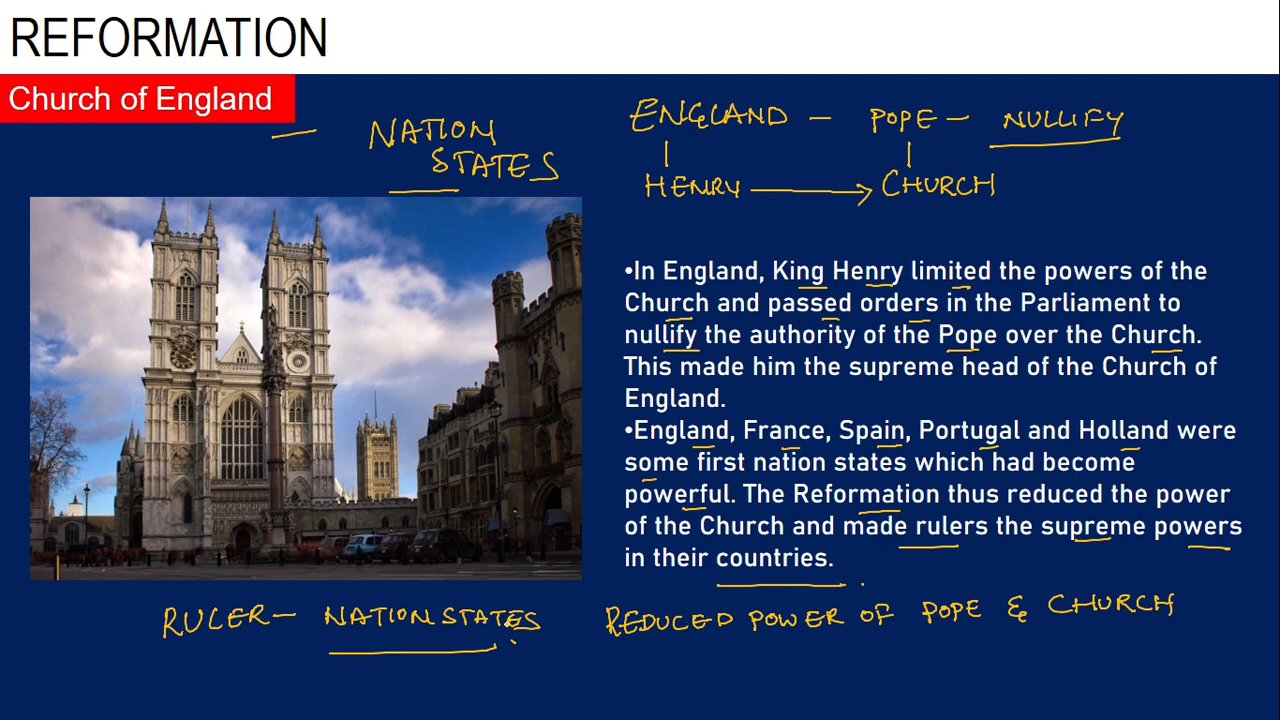 REFORMATION
Church of England
— NATION
STATES
ENGLAND — POPE — NULLIFY
HENRY → CHURCH
•In England, King Henry limited the powers of the
Church and passed orders in the Parliament to
nullify the authority of the Pope over the Church.
This made him the supreme head of the Church of
England.
•England, France, Spain, Portugal and Holland were
some first nation states which had become
powerful. The Reformation thus reduced the power
of the Church and made rulers the supreme powers
in their countries.
RULER— NATION STATES
REDUCED POWER OF POPE & CHURCH